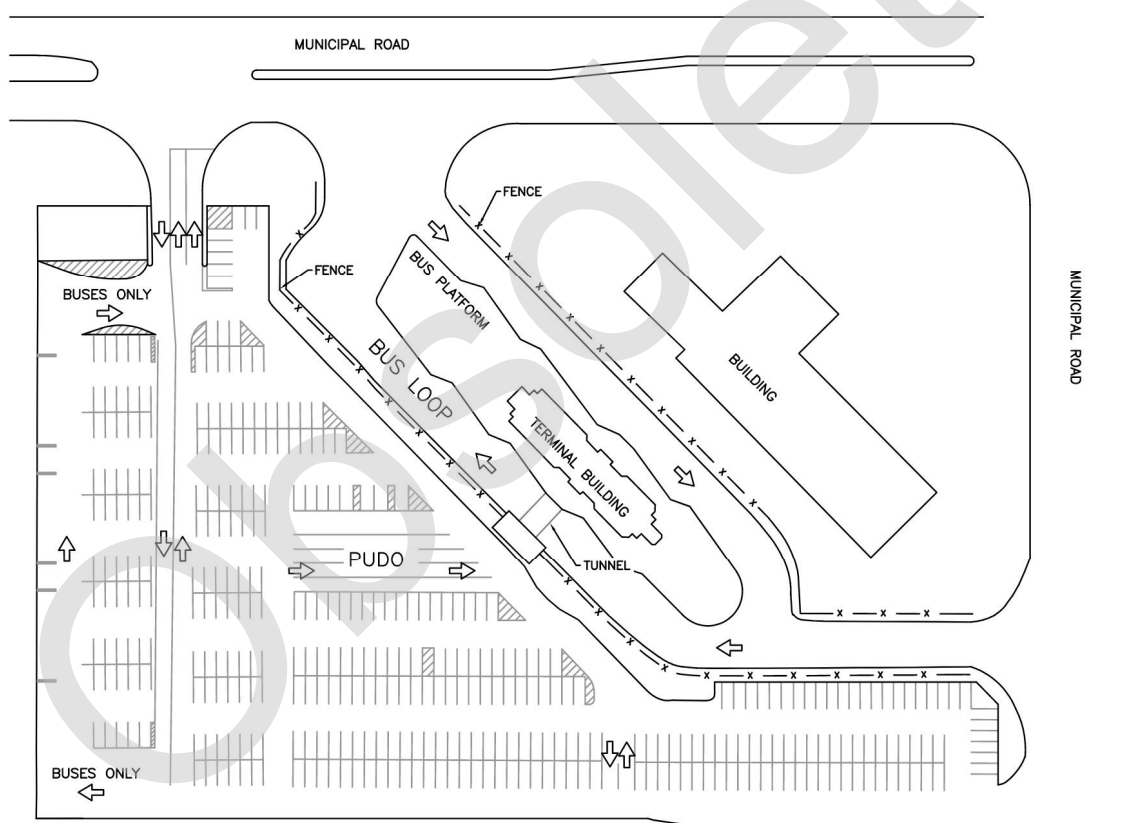 MUNICIPAL ROAD
FENCE
FENCE
BUS PLATFORM
BUSES ONLY
MUNICIPAL ROAD
BUS LOOP
BUILDING
TERMINAL BUILDING
PUDO
TUNNEL
BUSES ONLY
Obsolet